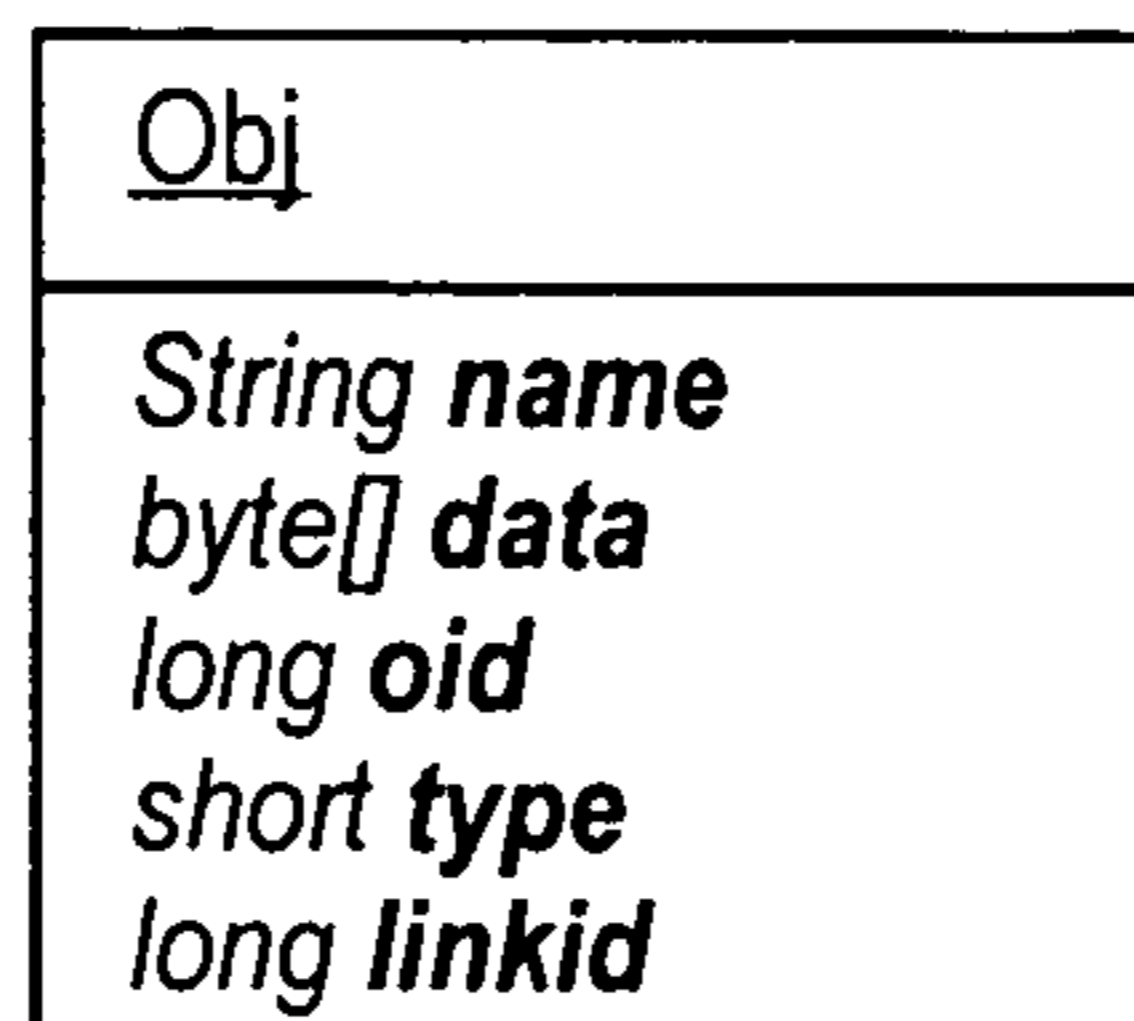 Obj
String name
byte[] data
long oid
short type
long linkid